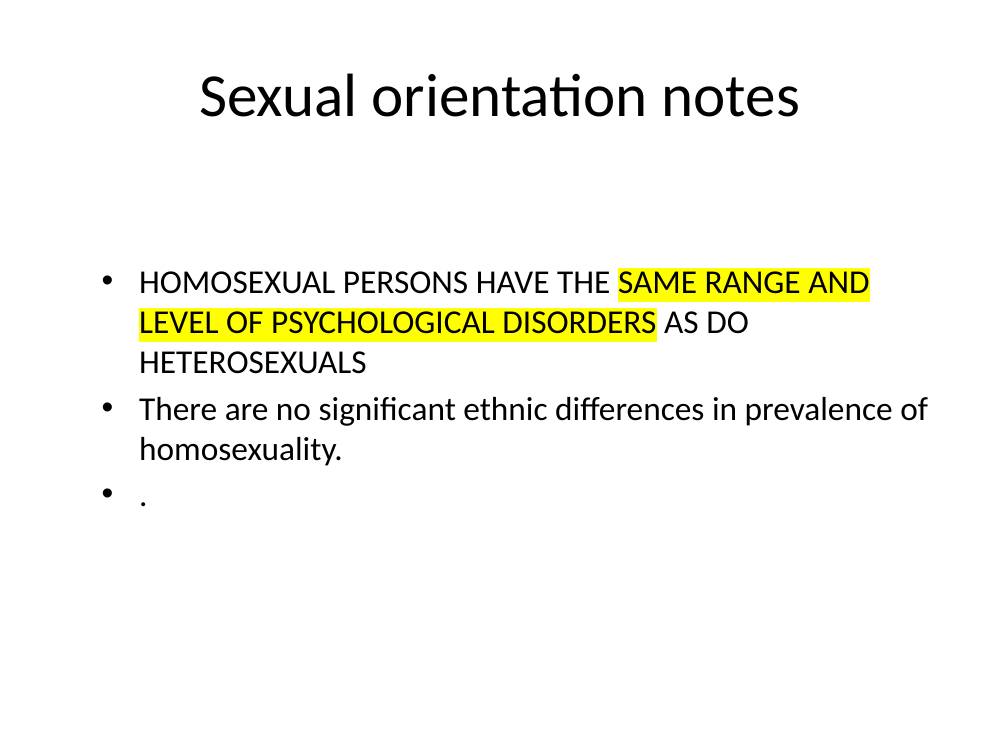 Sexual orientation notes
• HOMOSEXUAL PERSONS HAVE THE SAME RANGE AND
LEVEL OF PSYCHOLOGICAL DISORDERS AS DO
HETEROSEXUALS
• There are no significant ethnic differences in prevalence of
homosexuality.
• .